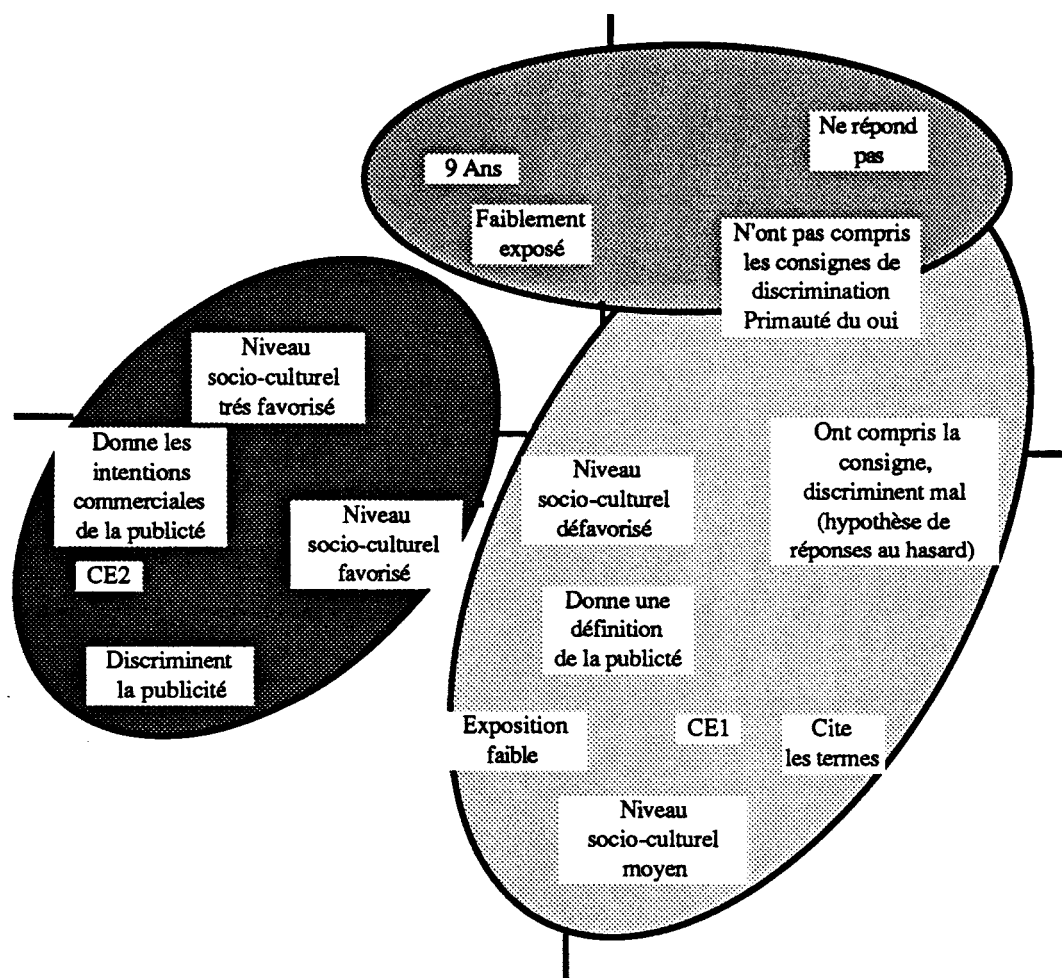 Ne répond
pas
9 Ans
Faiblement
exposé
N'ont pas compris
les consignes de
discrimination
Primauté du oui
Niveau
socio-culturel
trés favorisé
Donne les
intentions
commerciales
de la publicté
Niveau
socio-culturel
favorisé
CE2
Discriminent
la publicité
Ont compris la
consigne,
discriminent mal
(hypothèse de
réponses au hasard)
Niveau
socio-culturel
défavorisé
Donne une
définition
de la publicté
Exposition
faible
CE1
Cite
les termes
Niveau
socio-culturel
moyen